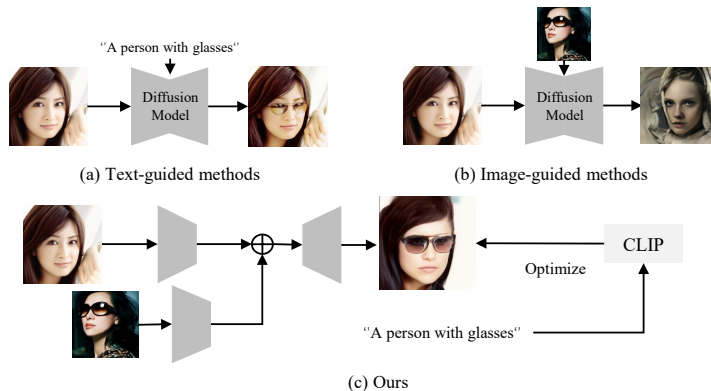 ‘'A person with glasses‘'
Diffusion
Model
(a) Text-guided methods
Diffusion
Model
(b) Image-guided methods
CLIP
Optimize
‘'A person with glasses‘'
(c) Ours